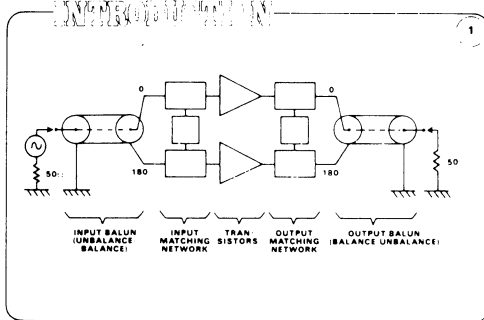 INTRODUCTION
1
0
0
50
180
180
50
INPUT BALUN
(UNBALANCE
BALANCE)
INPUT
MATCHING
NETWORK
TRAN-
SISTORS
OUTPUT
MATCHING
NETWORK
OUTPUT BALUN
(BALANCE UNBALANCE)